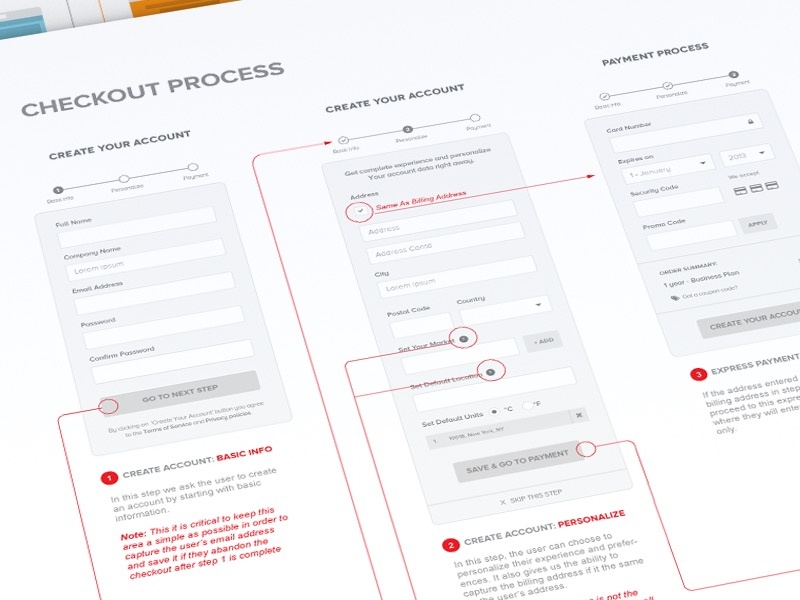 CHECKOUT PROCESS
CREATE YOUR ACCOUNT
1
Basic Info
Personalize
Payment
Full Name
Company Name
Lorem Ipsum
Email Address
Password
Confirm Password
GO TO NEXT STEP
By clicking on 'Create Your Account' button you agree
to the Terms of Service and Privacy policies
1 CREATE ACCOUNT: BASIC INFO
In this step we ask the user to create
an account by starting with basic
information.
Note: This it is critical to keep this
area a simple as possible in order to
capture the user's email address
and save it if they abandon the
checkout after step 1 is complete
CREATE YOUR ACCOUNT
2
Basic Info
Personalize
Payment
Get complete experience and personalize
Your account data right away.
Address
Same As Billing Address
Address
Address Contd
City
Lorem Ipsum
Postal Code
Country
Set Your Market
+ ADD
Set Default Location
Set Default Units
°C
°F
1
10018, New York, NY
SAVE & GO TO PAYMENT
X SKIP THIS STEP
2 CREATE ACCOUNT: PERSONALIZE
In this step, the user can choose to
personalize their experience and prefer-
ences. It also gives us the ability to
capture the billing address if it the same
the user's address.
is not the
PAYMENT PROCESS
3
Basic Info
Personalize
Payment
Card Number
Expires on
1 - January
2013
Security Code
We accept
Promo Code
APPLY
ORDER SUMMARY:
1 year - Business Plan
Got a coupon code?
CREATE YOUR ACCOU
3 EXPRESS PAYMENT
If the address entered
billing address in step
proceed to this expre
where they will ente
only.